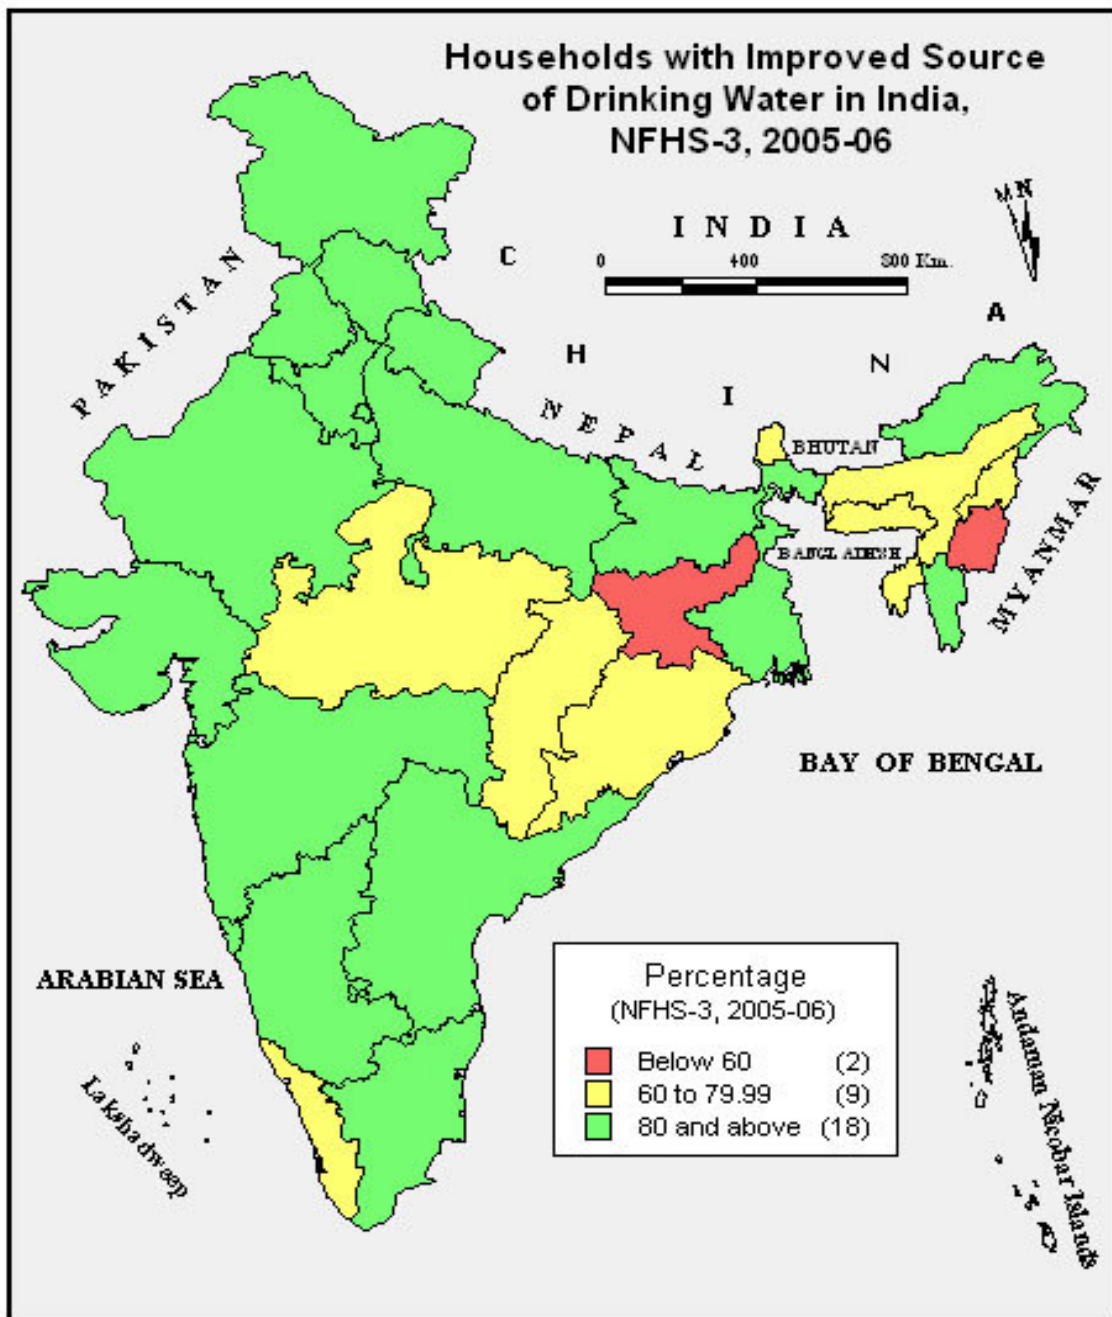 Households with Improved Source
of Drinking Water in India,
NFHS-3, 2005-06
M N
I N D I A
0 400 800 Km.
PAKISTAN
C H I N A
NEPAL
BHUTAN
BANGLADESH
MYANMAR
BAY OF BENGAL
ARABIAN SEA
Lakshadweep
Andaman Nicobar Islands
Percentage
(NFHS-3, 2005-06)
Below 60 (2)
60 to 79.99 (9)
80 and above (18)